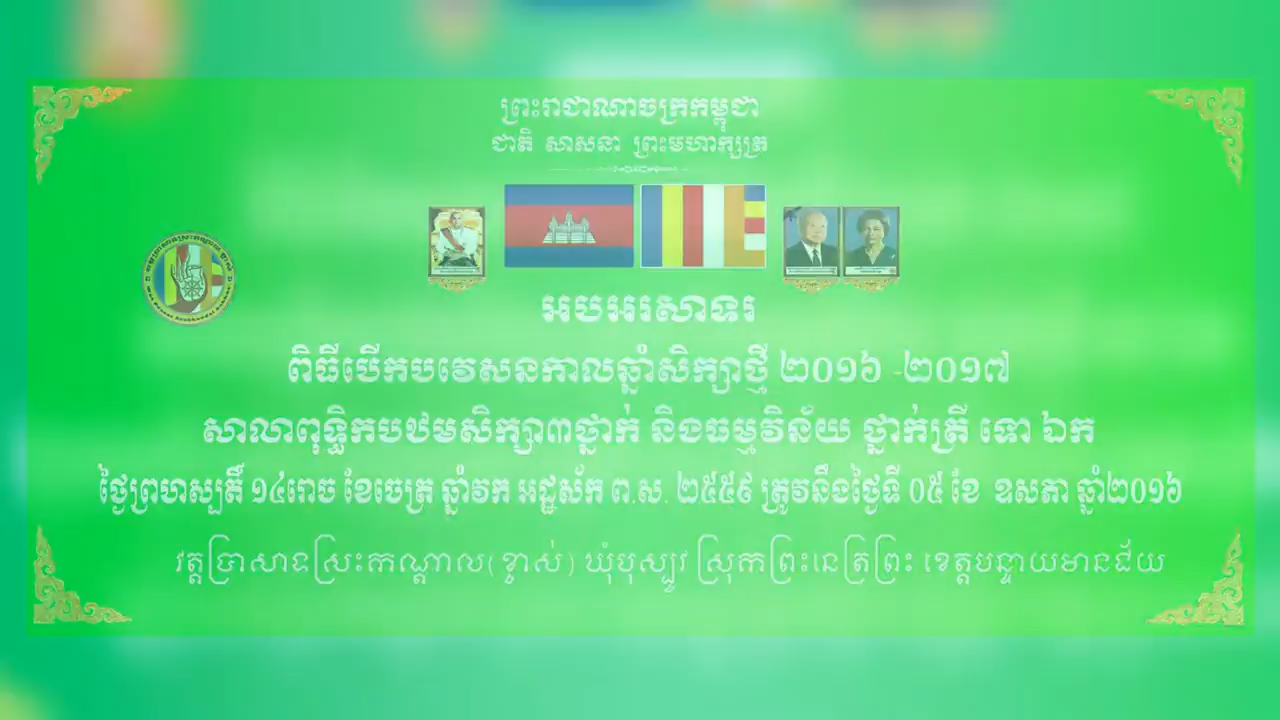 ព្រះរាជាណាចក្រកម្ពុជា
ជាតិ សាសនា ព្រះមហាក្សត្រ
អបអរសាទរ
ពិធីបើកបវេសនកាលឆ្នាំសិក្សាថ្មី ២០១៦ -២០១៧
សាលាពុទ្ធិកបឋមសិក្សា៣ថ្នាក់ និងធម្មវិន័យ ថ្នាក់ត្រី ទោ ឯក
ថ្ងៃព្រហស្បតិ៍ ១៤រោច ខែចេត្រ ឆ្នាំវក អដ្ឋស័ក ព.ស. ២៥៥៩ ត្រូវនឹងថ្ងៃទី ០៥ ខែ ឧសភា ឆ្នាំ២០១៦
វត្តប្រាសាទស្រះកណ្តាល(ខ្ចាស់) ឃុំបុស្បូវ ស្រុកព្រះនេត្រព្រះ ខេត្តបន្ទាយមានជ័យ